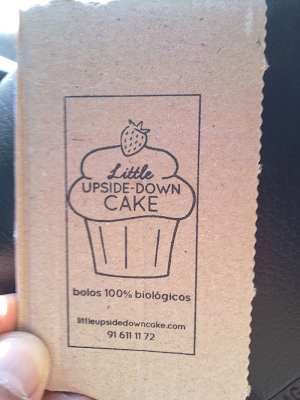 Little
UPSIDE-DOWN
CAKE
bolos 100% biológicos
littleupsidedowncake.com
91 611 11 72